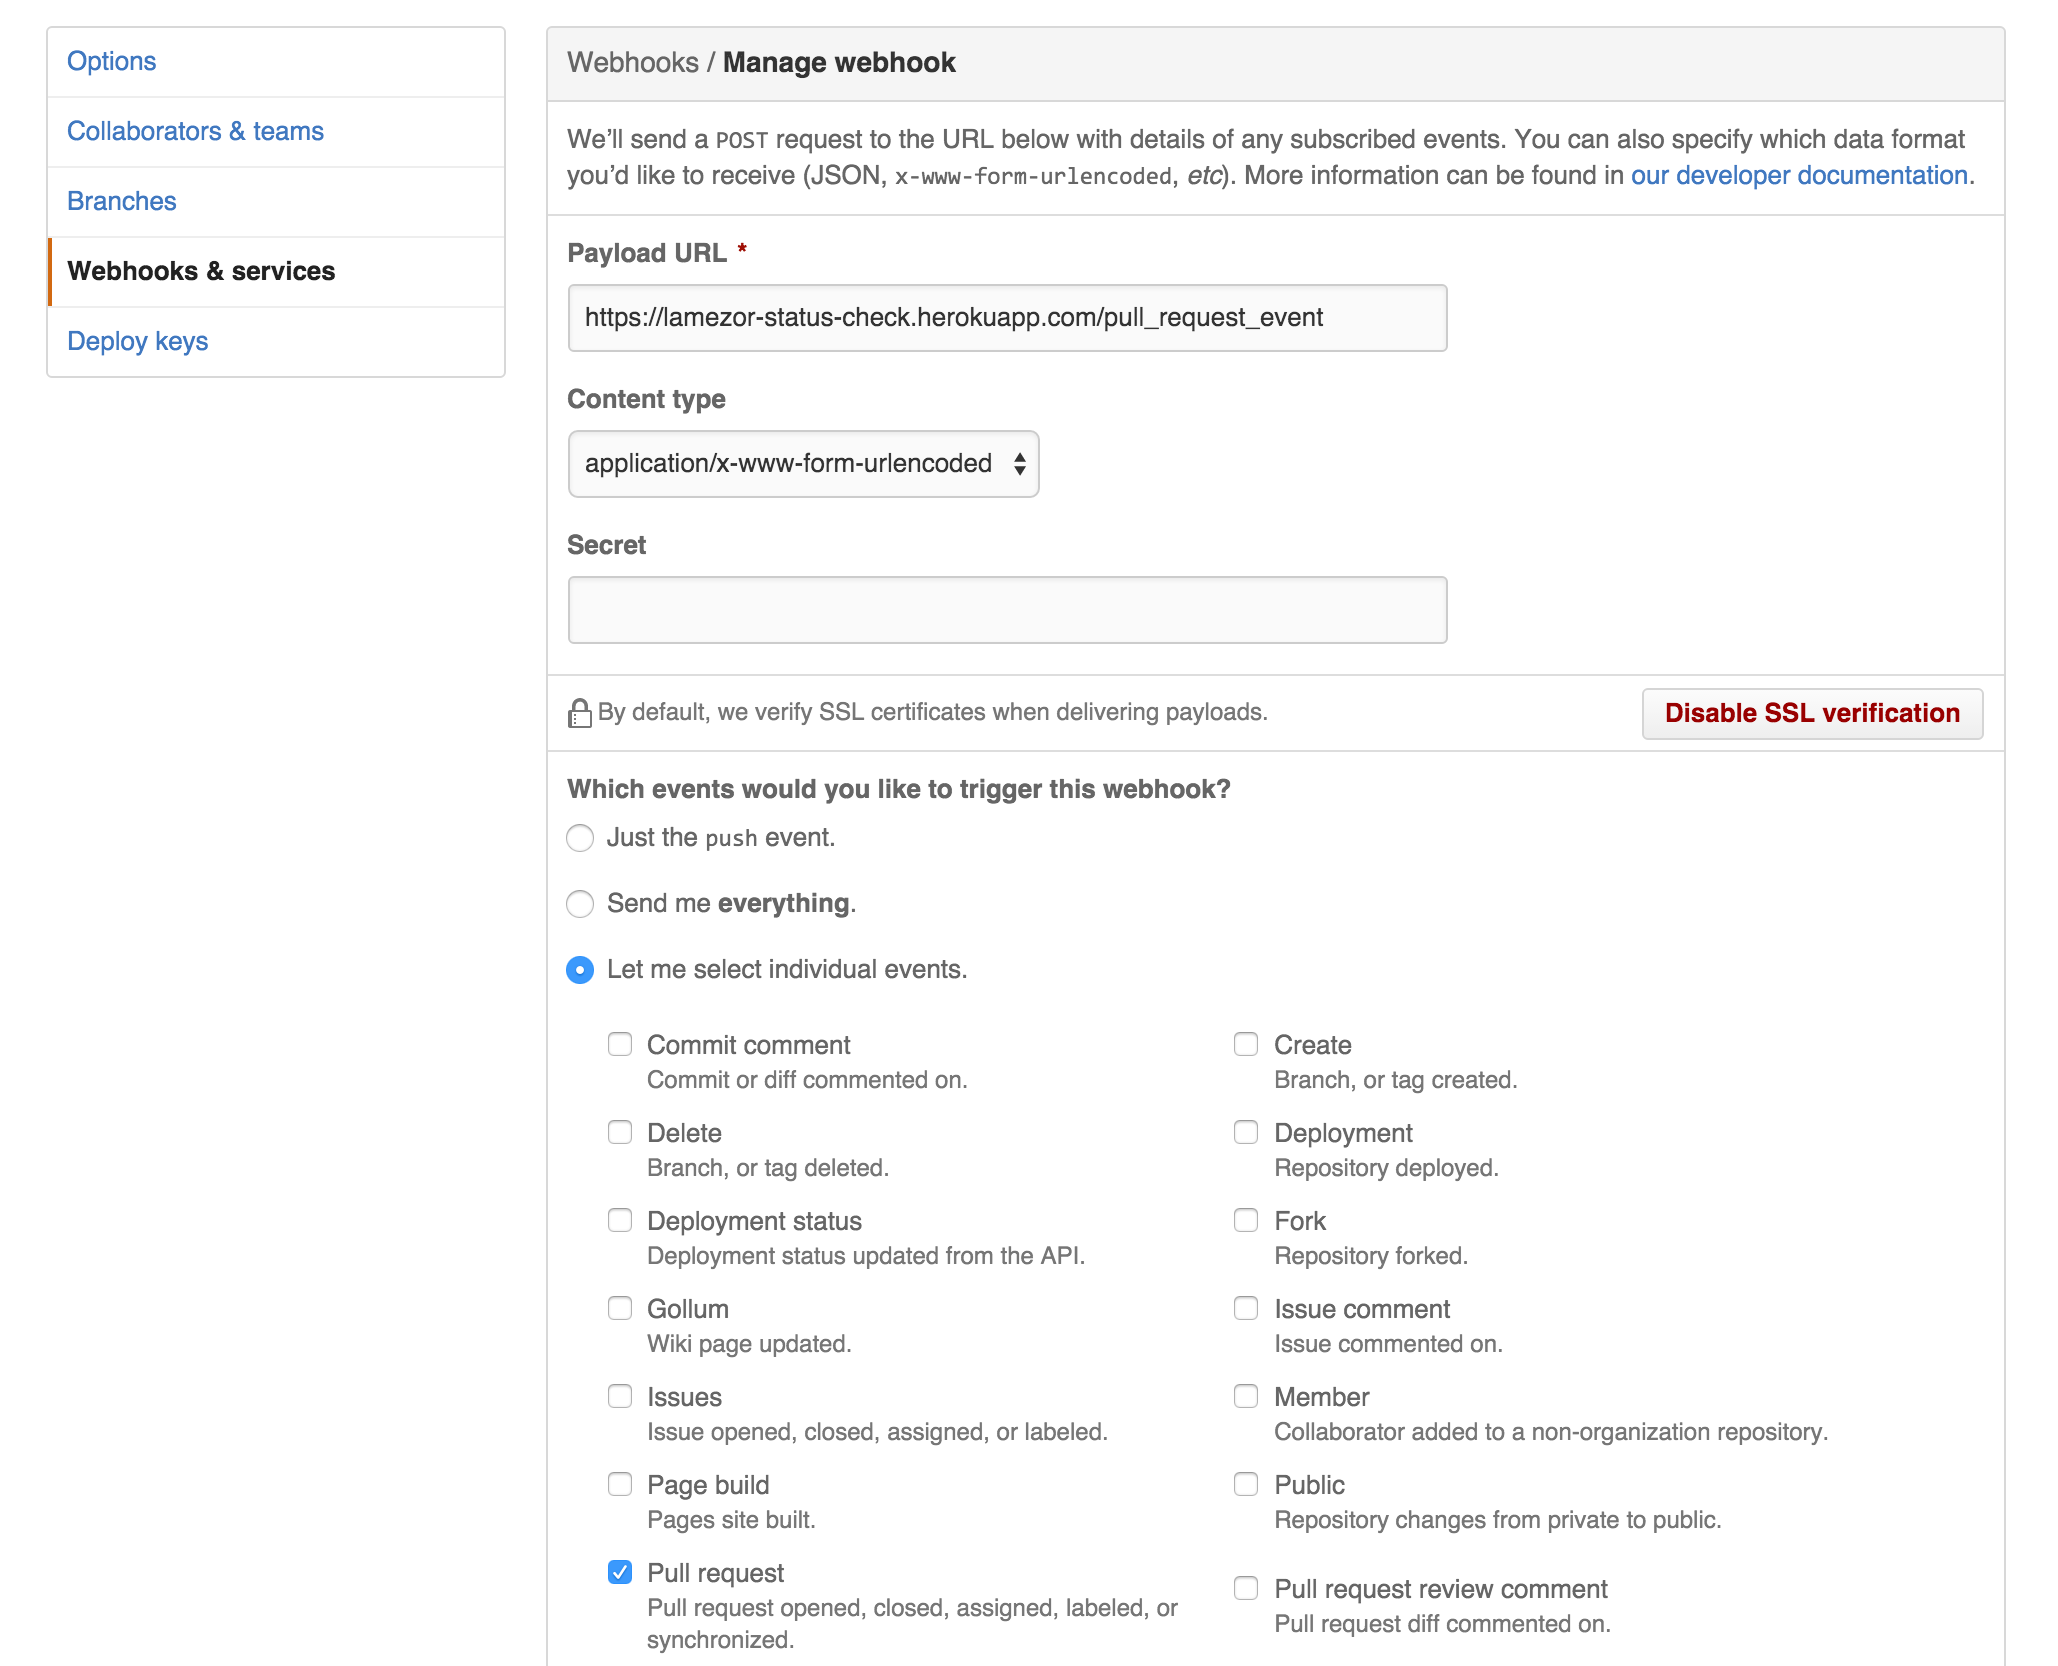 Options
Collaborators & teams
Branches
Webhooks & services
Deploy keys
Webhooks / Manage webhook
We’ll send a POST request to the URL below with details of any subscribed events. You can also specify which data format
you’d like to receive (JSON, x-www-form-urlencoded, etc). More information can be found in our developer documentation.
Payload URL *
https://lamezor-status-check.herokuapp.com/pull_request_event
Content type
application/x-www-form-urlencoded
Secret
By default, we verify SSL certificates when delivering payloads.
Disable SSL verification
Which events would you like to trigger this webhook?
Just the push event.
Send me everything.
Let me select individual events.
Commit comment
Commit or diff commented on.
Create
Branch, or tag created.
Delete
Branch, or tag deleted.
Deployment
Repository deployed.
Deployment status
Deployment status updated from the API.
Fork
Repository forked.
Gollum
Wiki page updated.
Issue comment
Issue commented on.
Issues
Issue opened, closed, assigned, or labeled.
Member
Collaborator added to a non-organization repository.
Page build
Pages site built.
Public
Repository changes from private to public.
Pull request
Pull request opened, closed, assigned, labeled, or
synchronized.
Pull request review comment
Pull request diff commented on.